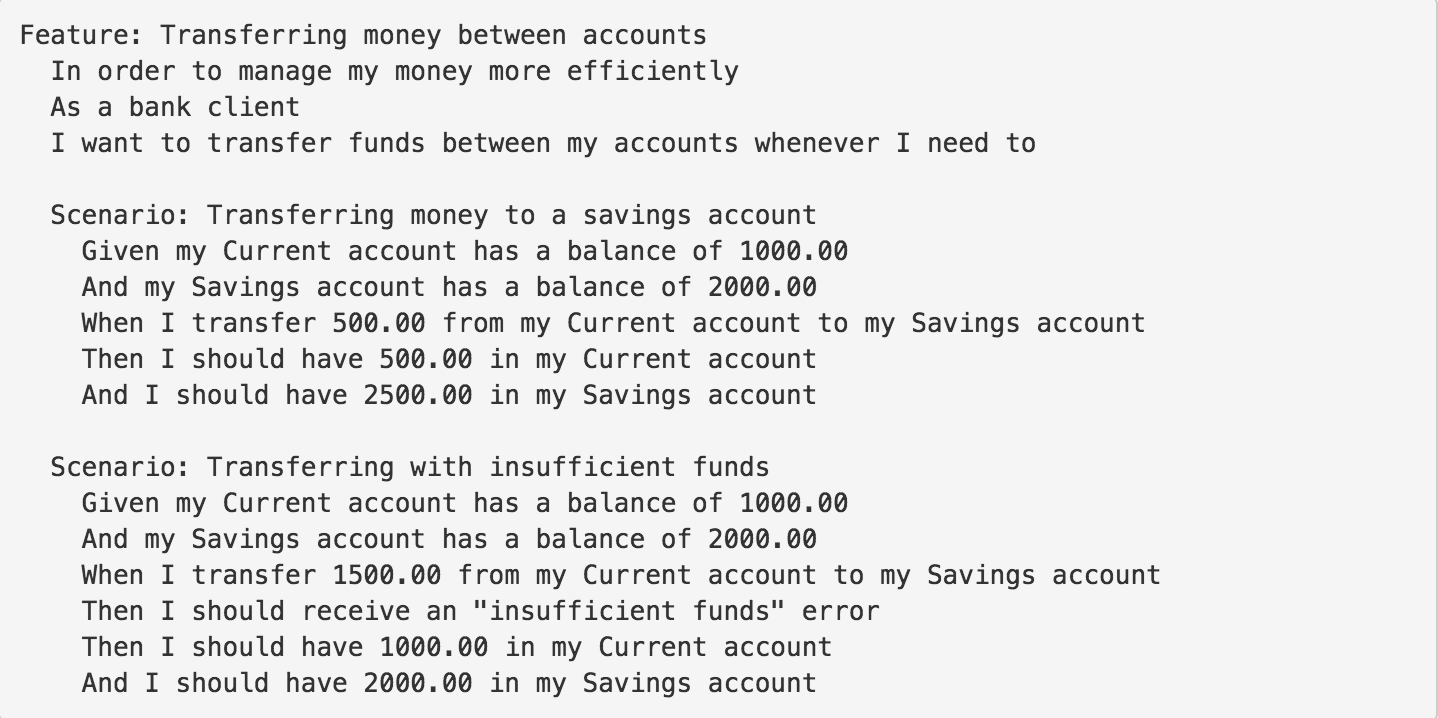 Feature: Transferring money between accounts
  In order to manage my money more efficiently
  As a bank client
  I want to transfer funds between my accounts whenever I need to

  Scenario: Transferring money to a savings account
    Given my Current account has a balance of 1000.00
    And my Savings account has a balance of 2000.00
    When I transfer 500.00 from my Current account to my Savings account
    Then I should have 500.00 in my Current account
    And I should have 2500.00 in my Savings account

  Scenario: Transferring with insufficient funds
    Given my Current account has a balance of 1000.00
    And my Savings account has a balance of 2000.00
    When I transfer 1500.00 from my Current account to my Savings account
    Then I should receive an "insufficient funds" error
    Then I should have 1000.00 in my Current account
    And I should have 2000.00 in my Savings account